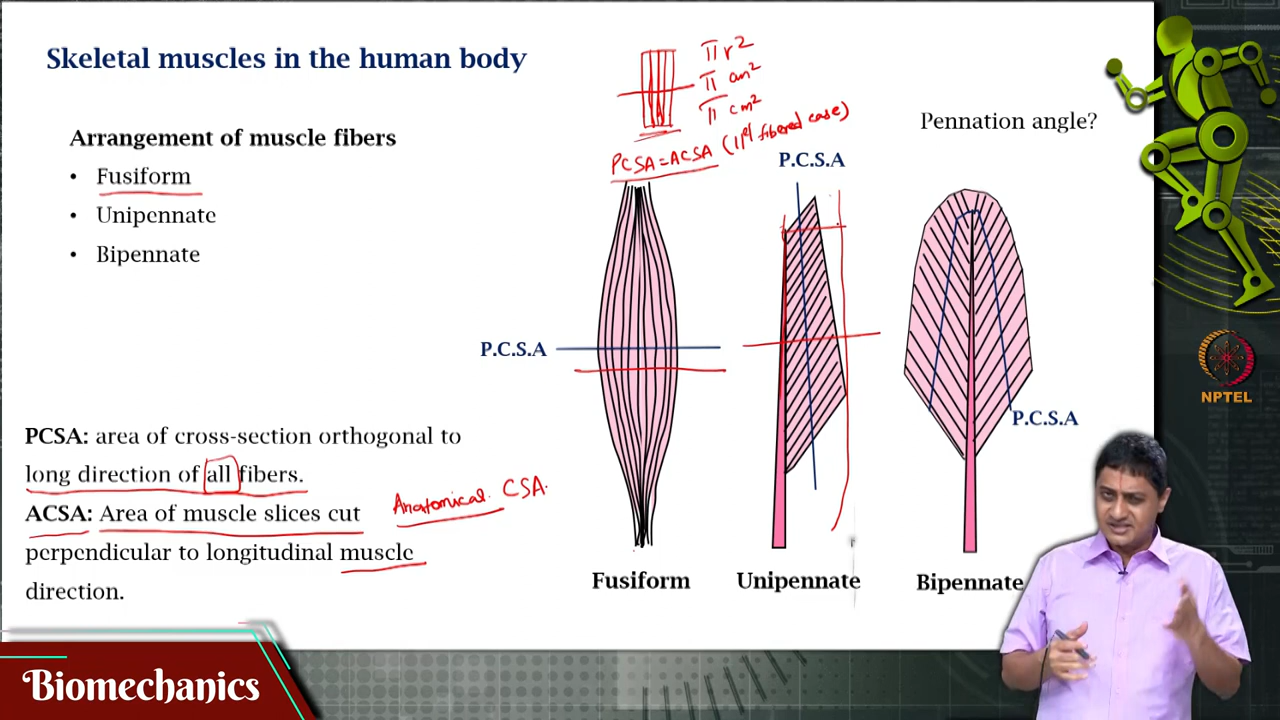 Skeletal muscles in the human body
πr²
π cm²
π cm²
PCSA = ACSA (11el fibered case)
Pennation angle?
Arrangement of muscle fibers
• Fusiform
• Unipennate
• Bipennate
P.C.S.A
P.C.S.A
P.C.S.A
PCSA: area of cross-section orthogonal to
long direction of all fibers.
ACSA: Area of muscle slices cut
perpendicular to longitudinal muscle
direction.
Anatomical CSA.
Fusiform
Unipennate
Bipennate
NPTEL
Biomechanics